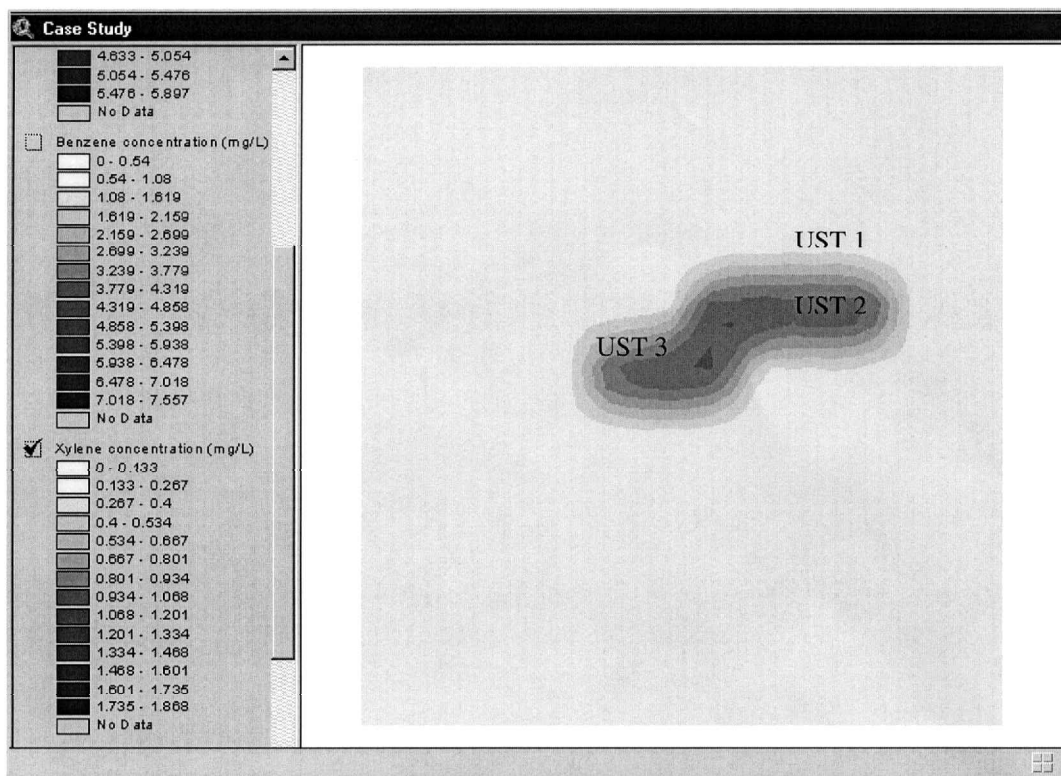 Case Study
4.633 - 5.054
5.054 - 5.476
5.476 - 5.897
No Data
Benzene concentration (mg/L)
0 - 0.54
0.54 - 1.08
1.08 - 1.619
1.619 - 2.159
2.159 - 2.699
2.699 - 3.239
3.239 - 3.779
3.779 - 4.319
4.319 - 4.858
4.858 - 5.398
5.398 - 5.938
5.938 - 6.478
6.478 - 7.018
7.018 - 7.557
No Data
Xylene concentration (mg/L)
0 - 0.133
0.133 - 0.267
0.267 - 0.4
0.4 - 0.534
0.534 - 0.667
0.667 - 0.801
0.801 - 0.934
0.934 - 1.068
1.068 - 1.201
1.201 - 1.334
1.334 - 1.468
1.468 - 1.601
1.601 - 1.735
1.735 - 1.868
No Data
UST 1
UST 2
UST 3